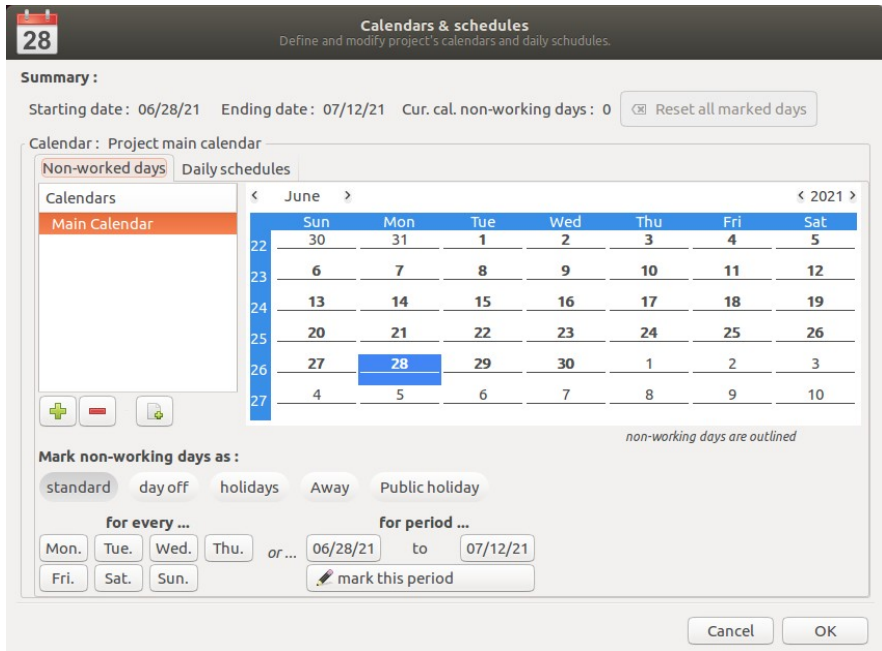 28
Calendars & schedules
Define and modify project's calendars and daily schudules.
Summary :
Starting date : 06/28/21 Ending date : 07/12/21 Cur. cal. non-working days : 0 Reset all marked days
Calendar : Project main calendar
Non-worked days Daily schedules
Calendars
Main Calendar
< June > < 2021 >
Sun Mon Tue Wed Thu Fri Sat
22 30 31 1 2 3 4 5
23 6 7 8 9 10 11 12
24 13 14 15 16 17 18 19
25 20 21 22 23 24 25 26
26 27 28 29 30 1 2 3
27 4 5 6 7 8 9 10
non-working days are outlined
Mark non-working days as :
standard day off holidays Away Public holiday
for every ... for period ...
Mon. Tue. Wed. Thu. or ... 06/28/21 to 07/12/21
Fri. Sat. Sun. mark this period
Cancel OK